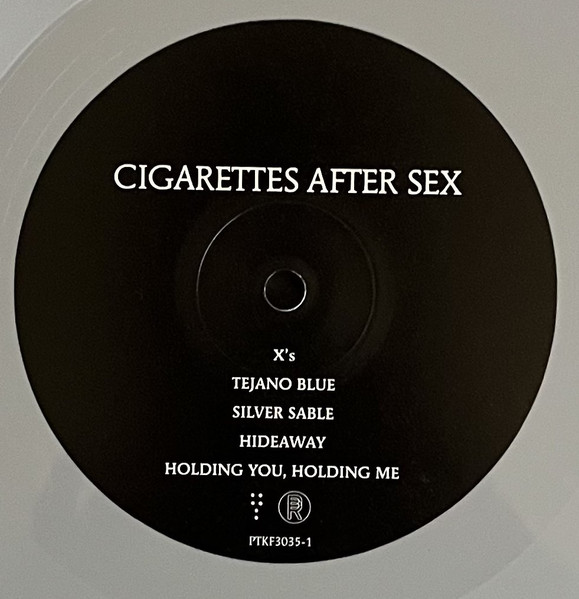 CIGARETTES AFTER SEX
X's
TEJANO BLUE
SILVER SABLE
HIDEAWAY
HOLDING YOU, HOLDING ME
PTKF3035-1